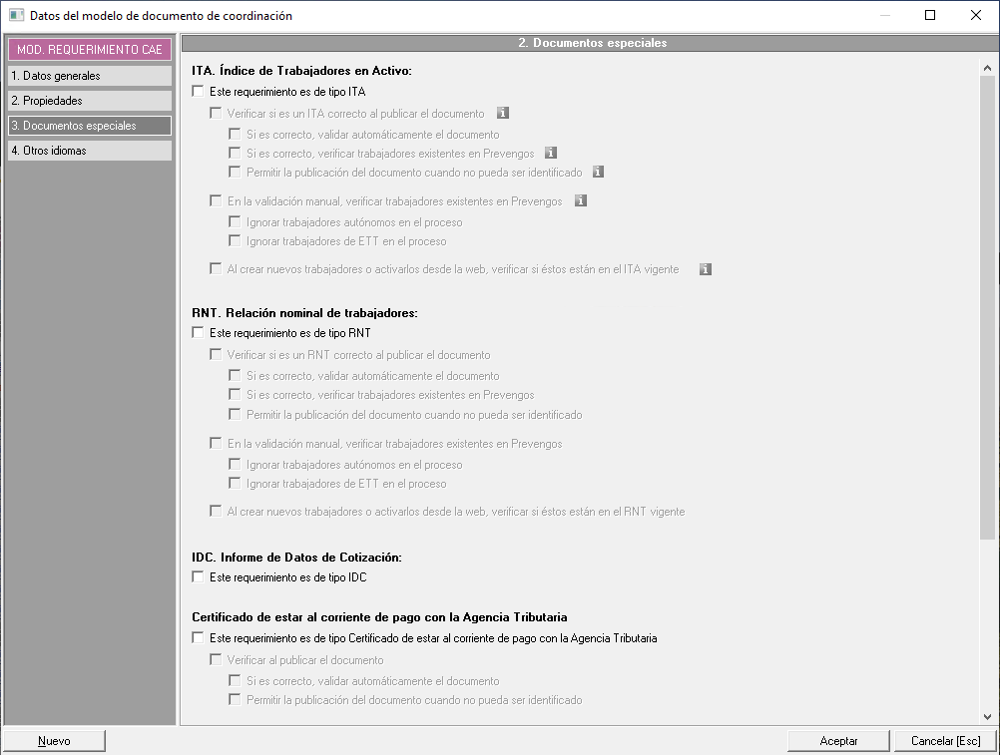 Datos del modelo de documento de coordinación
MOD. REQUERIMIENTO CAE
1. Datos generales
2. Propiedades
3. Documentos especiales
4. Otros idiomas
2. Documentos especiales
ITA. Índice de Trabajadores en Activo:
Este requerimiento es de tipo ITA
Verificar si es un ITA correcto al publicar el documento
Si es correcto, validar automáticamente el documento
Si es correcto, verificar trabajadores existentes en Prevengos
Permitir la publicación del documento cuando no pueda ser identificado
En la validación manual, verificar trabajadores existentes en Prevengos
Ignorar trabajadores autónomos en el proceso
Ignorar trabajadores de ETT en el proceso
Al crear nuevos trabajadores o activarlos desde la web, verificar si éstos están en el ITA vigente
RNT. Relación nominal de trabajadores:
Este requerimiento es de tipo RNT
Verificar si es un RNT correcto al publicar el documento
Si es correcto, validar automáticamente el documento
Si es correcto, verificar trabajadores existentes en Prevengos
Permitir la publicación del documento cuando no pueda ser identificado
En la validación manual, verificar trabajadores existentes en Prevengos
Ignorar trabajadores autónomos en el proceso
Ignorar trabajadores de ETT en el proceso
Al crear nuevos trabajadores o activarlos desde la web, verificar si éstos están en el RNT vigente
IDC. Informe de Datos de Cotización:
Este requerimiento es de tipo IDC
Certificado de estar al corriente de pago con la Agencia Tributaria
Este requerimiento es de tipo Certificado de estar al corriente de pago con la Agencia Tributaria
Verificar al publicar el documento
Si es correcto, validar automáticamente el documento
Permitir la publicación del documento cuando no pueda ser identificado
Nuevo
Aceptar
Cancelar [Esc]